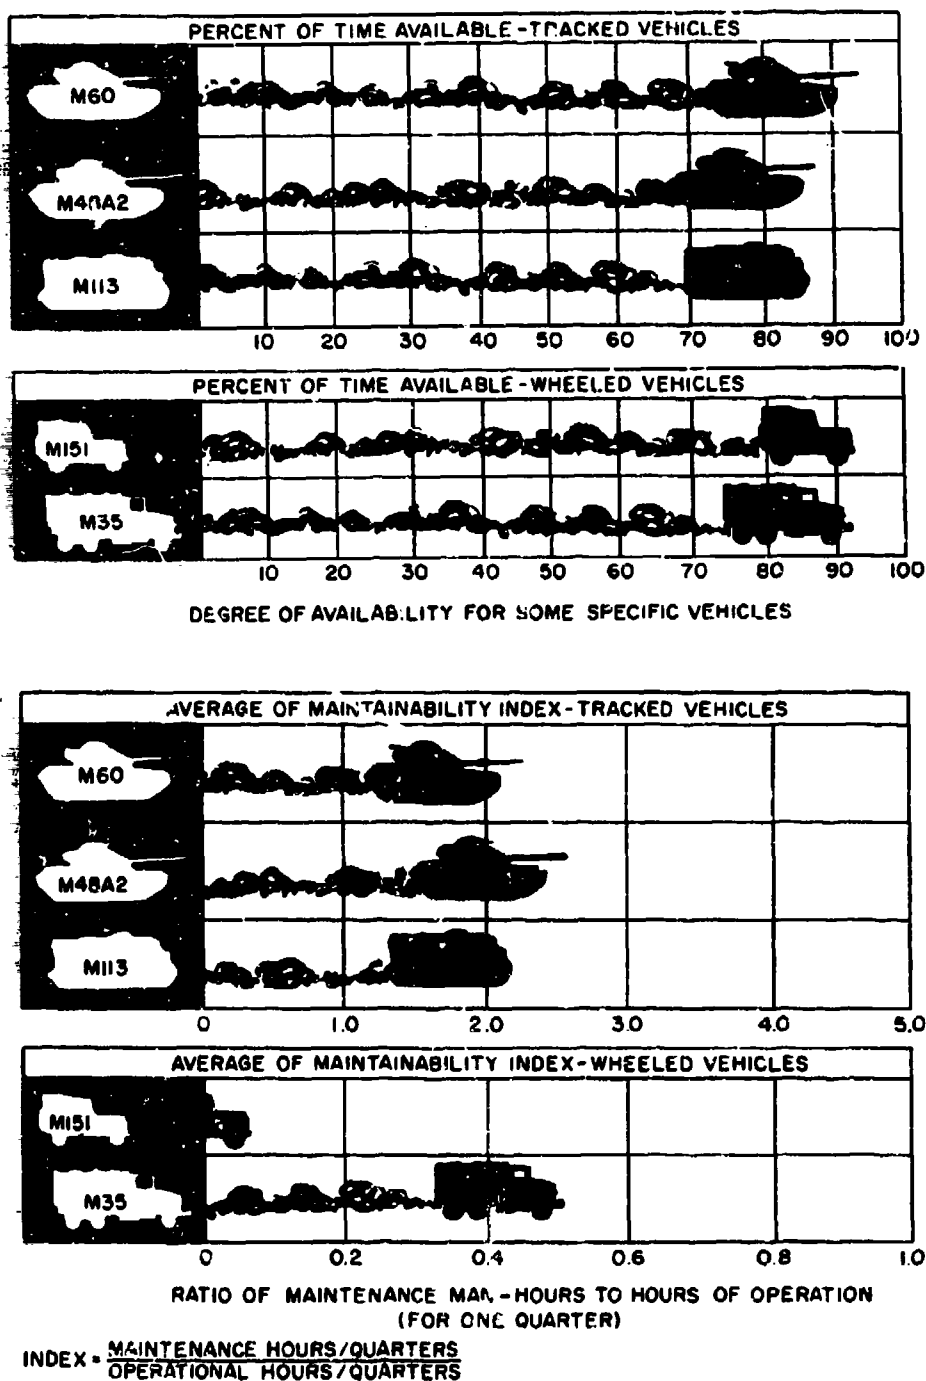 PERCENT OF TIME AVAILABLE-TRACKED VEHICLES
M60
M48A2
M113
10 20 30 40 50 60 70 80 90 100
PERCENT OF TIME AVAILABLE-WHEELED VEHICLES
M151
M35
10 20 30 40 50 60 70 80 90 100
DEGREE OF AVAILABILITY FOR SOME SPECIFIC VEHICLES
AVERAGE OF MAINTAINABILITY INDEX-TRACKED VEHICLES
M60
M48A2
M113
0 1.0 2.0 3.0 4.0 5.0
AVERAGE OF MAINTAINABILITY INDEX-WHEELED VEHICLES
M151
M35
0 0.2 0.4 0.6 0.8 1.0
RATIO OF MAINTENANCE MAN-HOURS TO HOURS OF OPERATION
(FOR ONE QUARTER)
INDEX = MAINTENANCE HOURS/QUARTERS
OPERATIONAL HOURS/QUARTERS